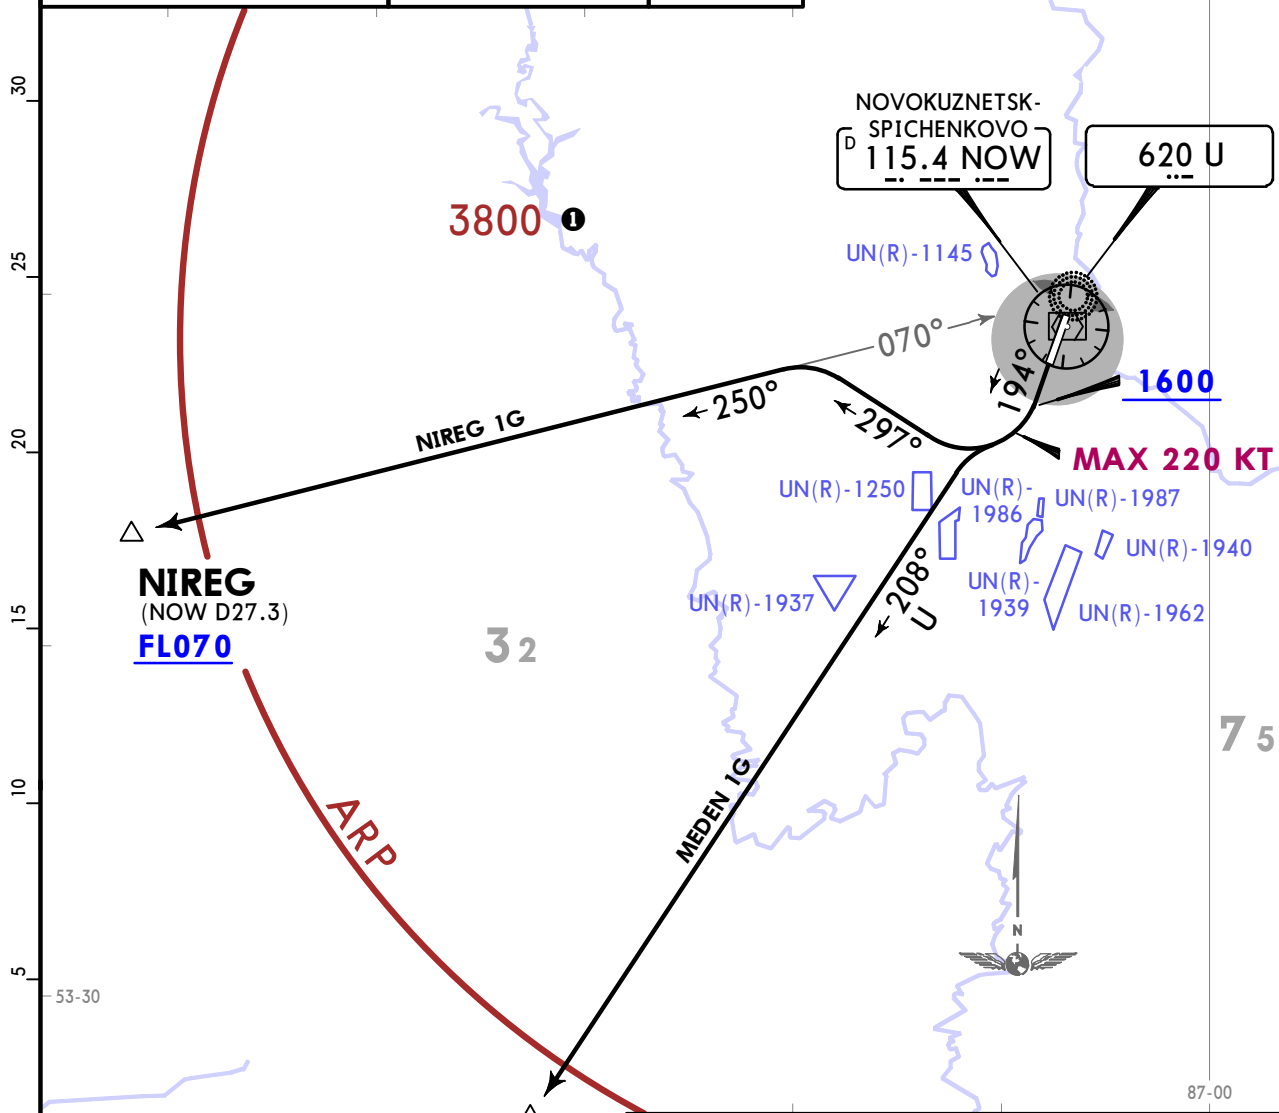 30
25
20
15
10
5
NOVOKUZNETSK-
SPICHENKOVO
D 115.4 NOW
620 U
3800 1
UN(R)-1145
070°
194°
1600
250°
297°
NIREG 1G
MAX 220 KT
UN(R)-1250
UN(R)-
1986
UN(R)-1987
UN(R)-1940
UN(R)-
1939
UN(R)-1962
UN(R)-1937
208°
U
NIREG
(NOW D27.3)
FL070
32
75
MEDEN 1G
ARP
N
53-30
87-00